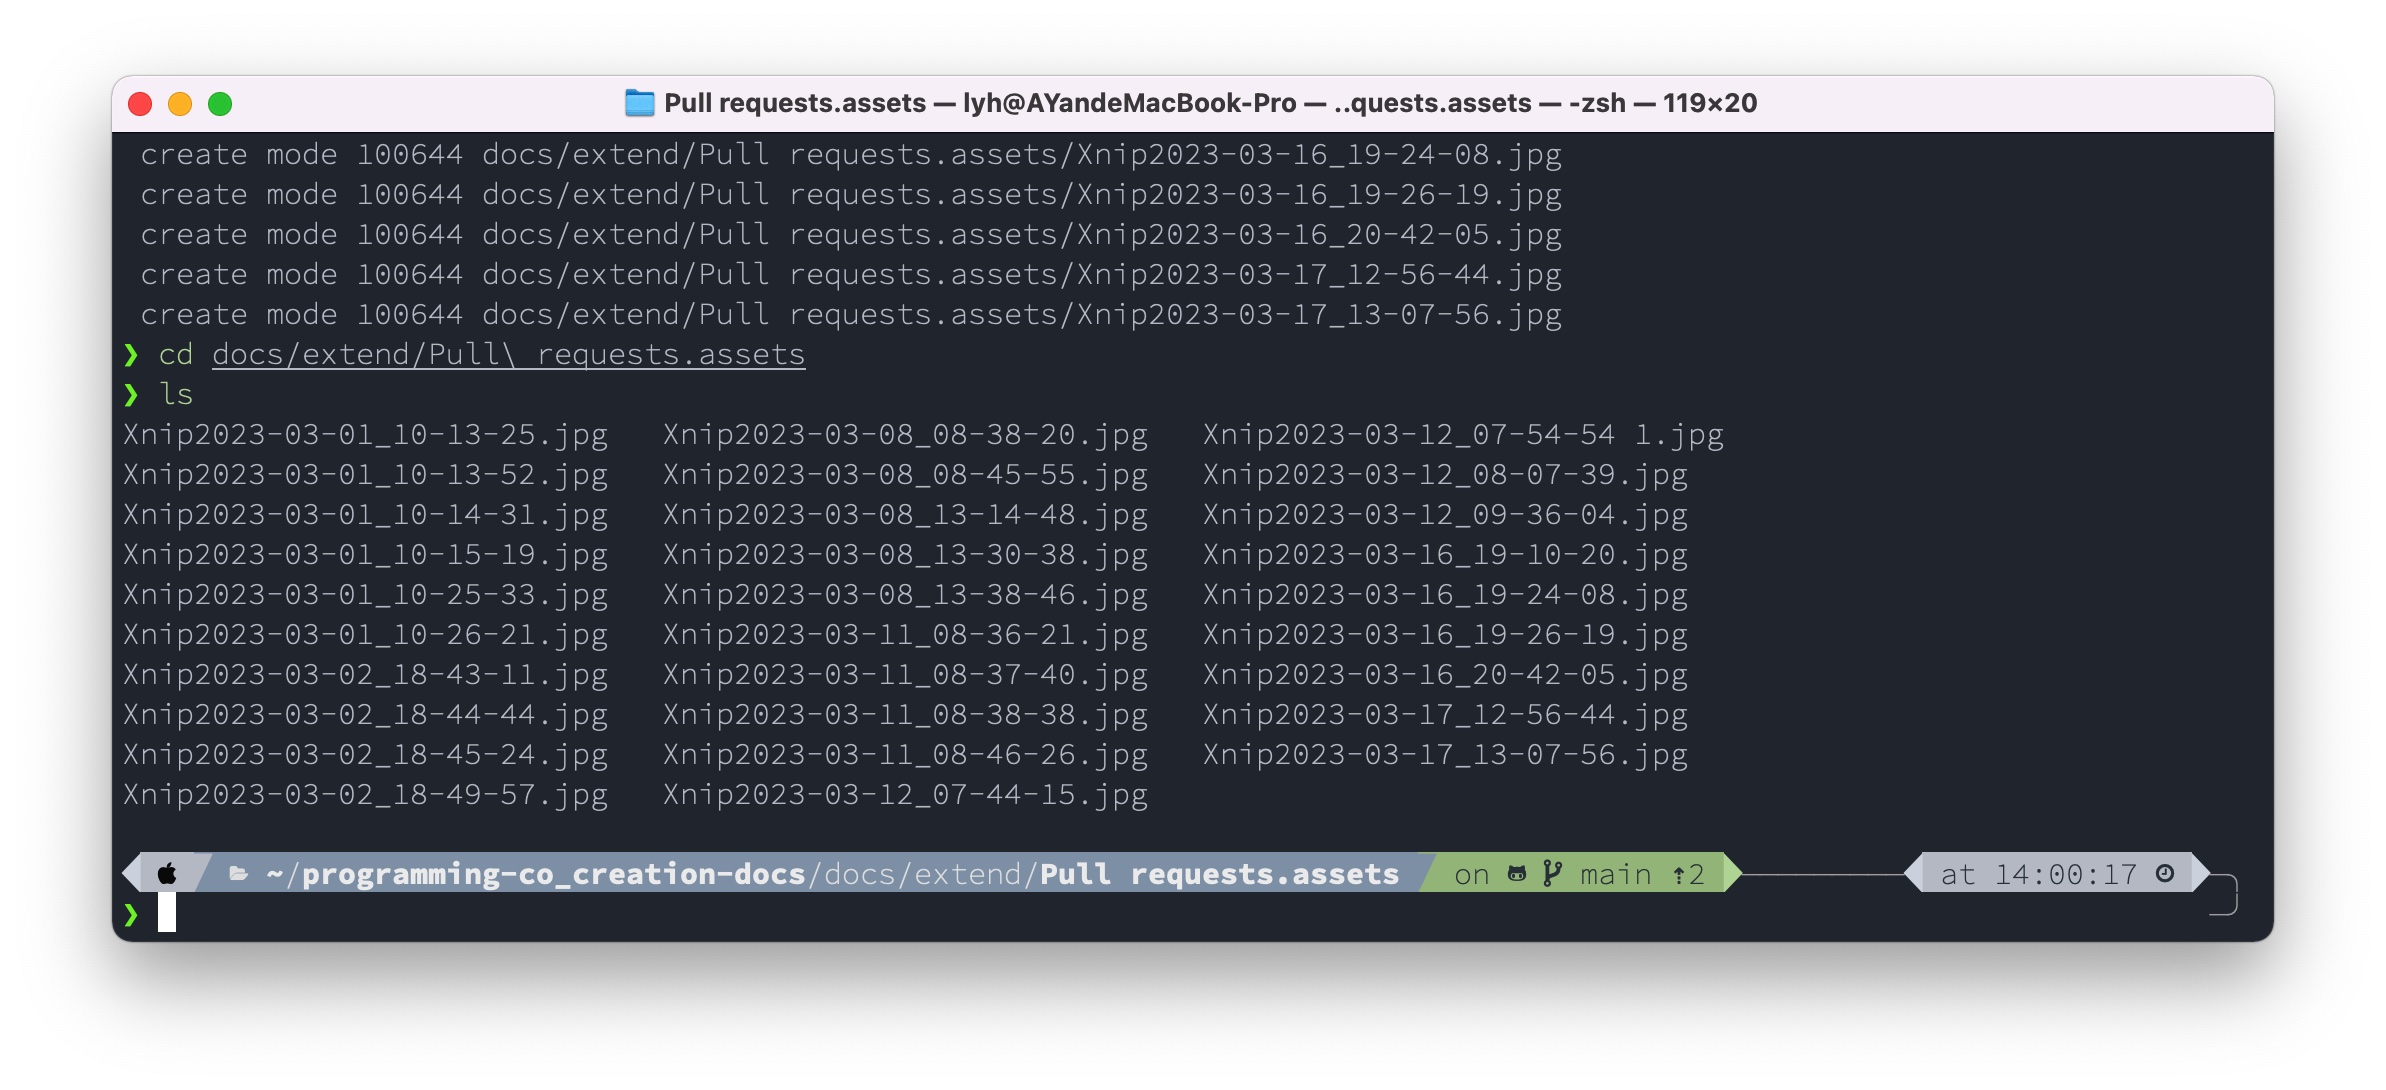 Pull requests.assets — lyh@AYandeMacBook-Pro — ..quests.assets — -zsh — 119×20
create mode 100644 docs/extend/Pull requests.assets/Xnip2023-03-16_19-24-08.jpg
create mode 100644 docs/extend/Pull requests.assets/Xnip2023-03-16_19-26-19.jpg
create mode 100644 docs/extend/Pull requests.assets/Xnip2023-03-16_20-42-05.jpg
create mode 100644 docs/extend/Pull requests.assets/Xnip2023-03-17_12-56-44.jpg
create mode 100644 docs/extend/Pull requests.assets/Xnip2023-03-17_13-07-56.jpg
❯ cd docs/extend/Pull\ requests.assets
❯ ls
Xnip2023-03-01_10-13-25.jpg   Xnip2023-03-08_08-38-20.jpg   Xnip2023-03-12_07-54-54 1.jpg
Xnip2023-03-01_10-13-52.jpg   Xnip2023-03-08_08-45-55.jpg   Xnip2023-03-12_08-07-39.jpg
Xnip2023-03-01_10-14-31.jpg   Xnip2023-03-08_13-14-48.jpg   Xnip2023-03-12_09-36-04.jpg
Xnip2023-03-01_10-15-19.jpg   Xnip2023-03-08_13-30-38.jpg   Xnip2023-03-16_19-10-20.jpg
Xnip2023-03-01_10-25-33.jpg   Xnip2023-03-08_13-38-46.jpg   Xnip2023-03-16_19-24-08.jpg
Xnip2023-03-01_10-26-21.jpg   Xnip2023-03-11_08-36-21.jpg   Xnip2023-03-16_19-26-19.jpg
Xnip2023-03-02_18-43-11.jpg   Xnip2023-03-11_08-37-40.jpg   Xnip2023-03-16_20-42-05.jpg
Xnip2023-03-02_18-44-44.jpg   Xnip2023-03-11_08-38-38.jpg   Xnip2023-03-17_12-56-44.jpg
Xnip2023-03-02_18-45-24.jpg   Xnip2023-03-11_08-46-26.jpg   Xnip2023-03-17_13-07-56.jpg
Xnip2023-03-02_18-49-57.jpg   Xnip2023-03-12_07-44-15.jpg
~/programming-co_creation-docs/docs/extend/Pull requests.assets on main ⇡2 at 14:00:17
❯